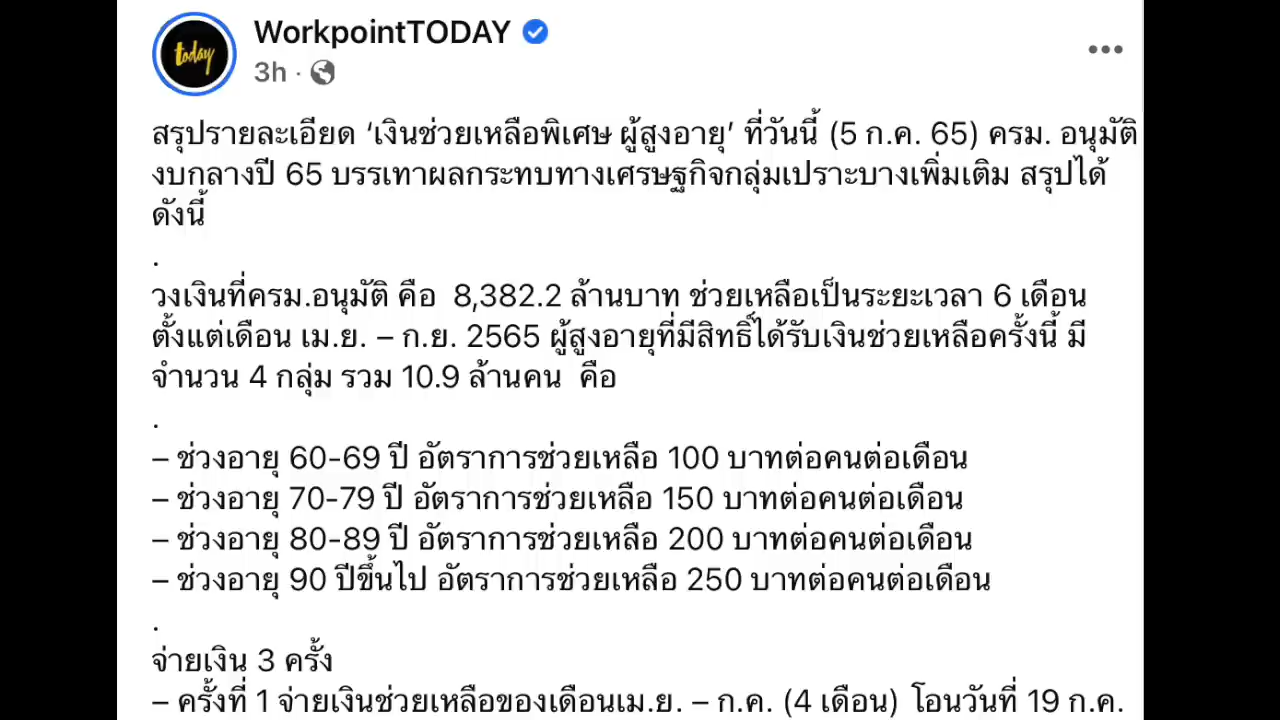 today
WorkpointTODAY
3h ·
สรุปรายละเอียด ‘เงินช่วยเหลือพิเศษ ผู้สูงอายุ’ ที่วันนี้ (5 ก.ค. 65) ครม. อนุมัติ
งบกลางปี 65 บรรเทาผลกระทบทางเศรษฐกิจกลุ่มเปราะบางเพิ่มเติม สรุปได้
ดังนี้
.
วงเงินที่ครม.อนุมัติ คือ 8,382.2 ล้านบาท ช่วยเหลือเป็นระยะเวลา 6 เดือน
ตั้งแต่เดือน เม.ย. – ก.ย. 2565 ผู้สูงอายุที่มีสิทธิ์ได้รับเงินช่วยเหลือครั้งนี้ มี
จำนวน 4 กลุ่ม รวม 10.9 ล้านคน คือ
.
– ช่วงอายุ 60-69 ปี อัตราการช่วยเหลือ 100 บาทต่อคนต่อเดือน
– ช่วงอายุ 70-79 ปี อัตราการช่วยเหลือ 150 บาทต่อคนต่อเดือน
– ช่วงอายุ 80-89 ปี อัตราการช่วยเหลือ 200 บาทต่อคนต่อเดือน
– ช่วงอายุ 90 ปีขึ้นไป อัตราการช่วยเหลือ 250 บาทต่อคนต่อเดือน
.
จ่ายเงิน 3 ครั้ง
– ครั้งที่ 1 จ่ายเงินช่วยเหลือของเดือนเม.ย. – ก.ค. (4 เดือน) โอนวันที่ 19 ก.ค.